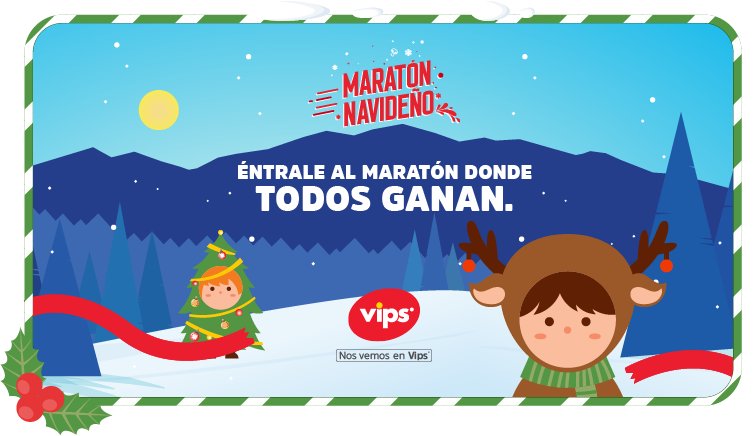 MARATÓN
NAVIDEÑO
ÉNTRALE AL MARATÓN DONDE
TODOS GANAN.
vips
Nos vemos en Vips